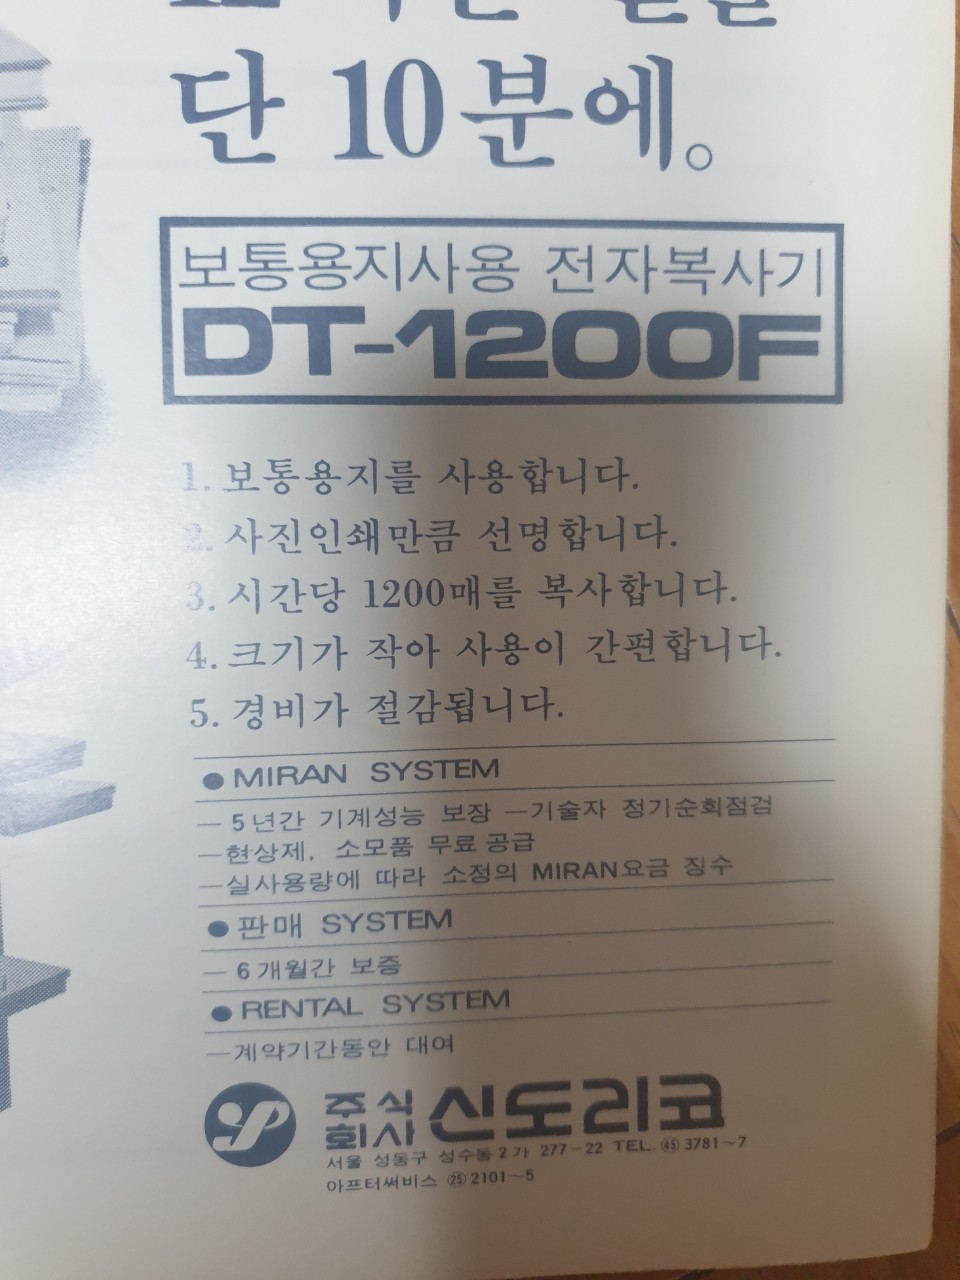 단 10분에。
보통용지사용 전자복사기
DT-1200F
1. 보통용지를 사용합니다.
2. 사진인쇄만큼 선명합니다.
3. 시간당 1200매를 복사합니다.
4. 크기가 작아 사용이 간편합니다.
5. 경비가 절감됩니다.
● MIRAN SYSTEM
— 5년간 기계성능 보장 —기술자 정기순회점검
—현상제, 소모품 무료 공급
—실사용량에 따라 소정의 MIRAN요금 징수
● 판매 SYSTEM
— 6개월간 보증
● RENTAL SYSTEM
—계약기간동안 대여
주식회사 신도리코
서울 성동구 성수동 2가 277-22 TEL. ㊺ 3781~7
아프터써비스 ㉕ 2101~5